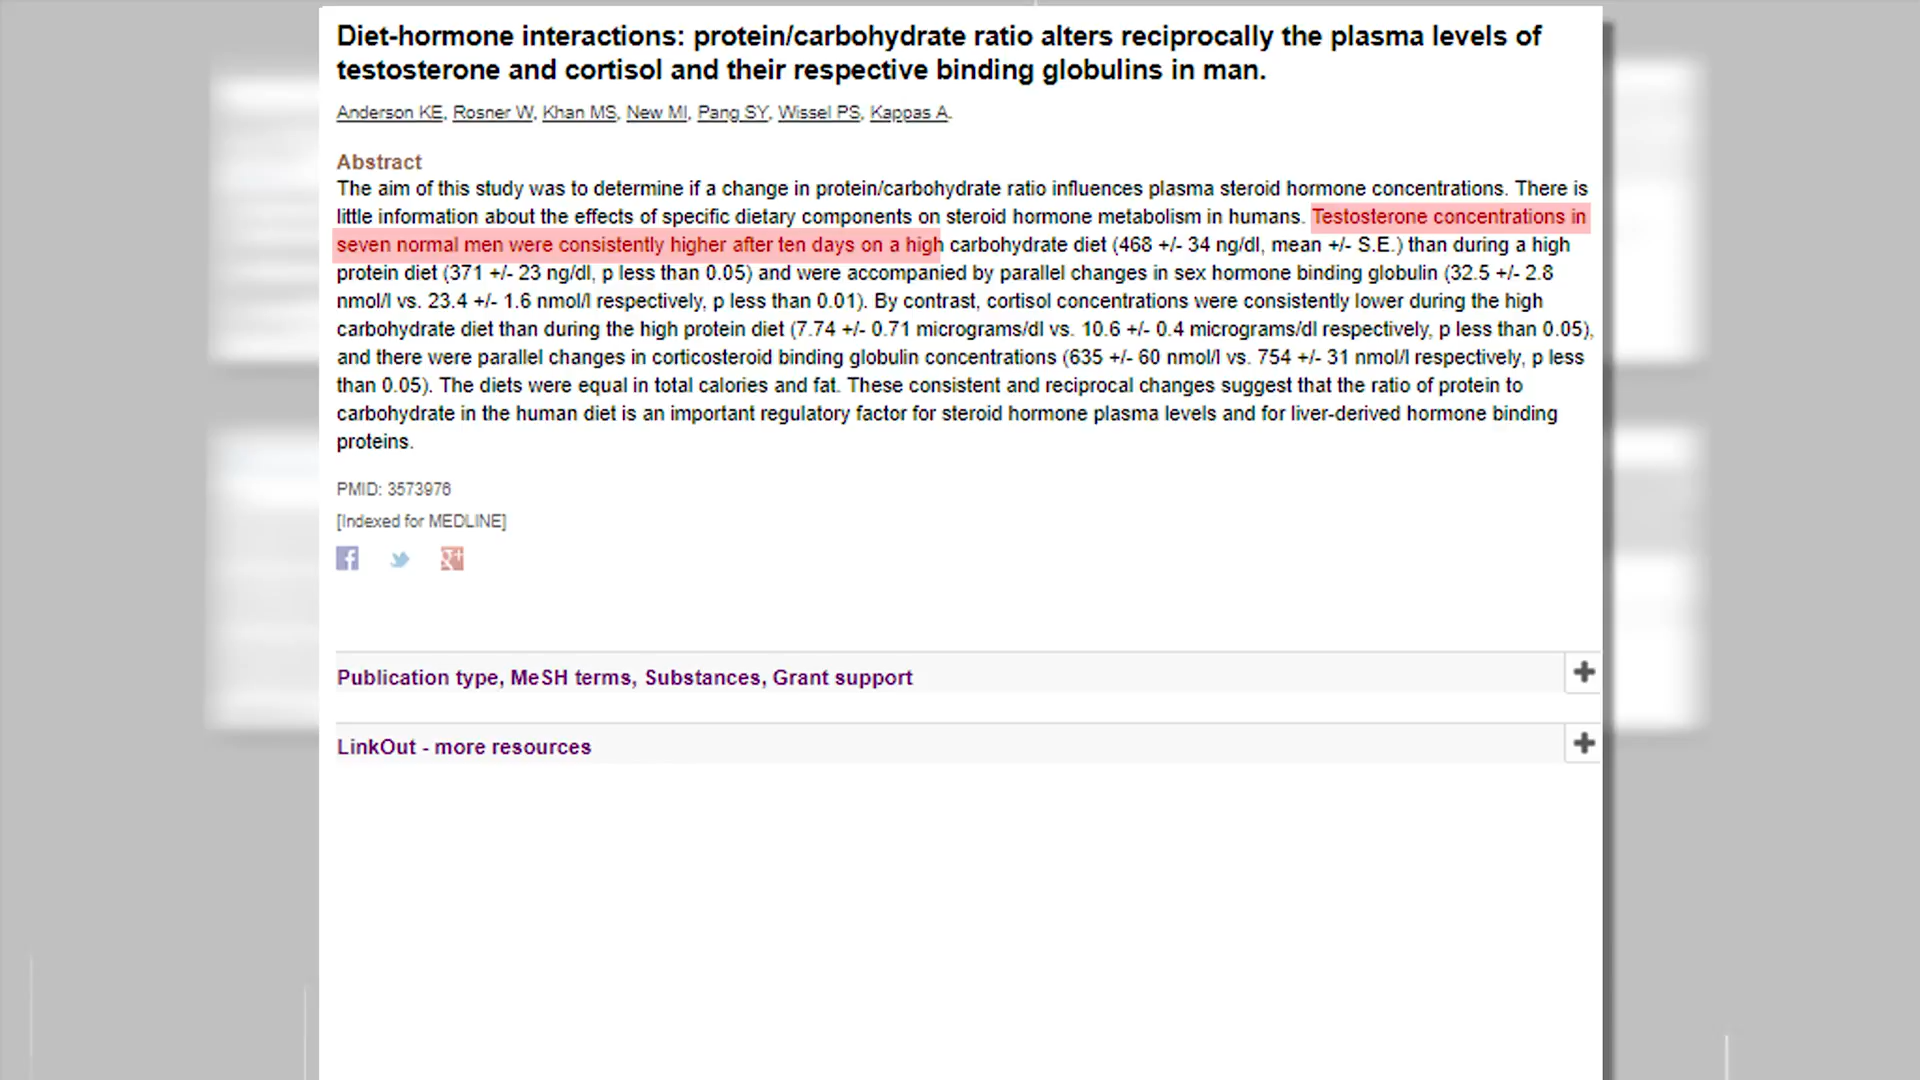 Diet-hormone interactions: protein/carbohydrate ratio alters reciprocally the plasma levels of
testosterone and cortisol and their respective binding globulins in man.
Anderson KE, Rosner W, Khan MS, New MI, Pang SY, Wissel PS, Kappas A.
Abstract
The aim of this study was to determine if a change in protein/carbohydrate ratio influences plasma steroid hormone concentrations. There is
little information about the effects of specific dietary components on steroid hormone metabolism in humans. Testosterone concentrations in
seven normal men were consistently higher after ten days on a high carbohydrate diet (468 +/- 34 ng/dl, mean +/- S.E.) than during a high
protein diet (371 +/- 23 ng/dl, p less than 0.05) and were accompanied by parallel changes in sex hormone binding globulin (32.5 +/- 2.8
nmol/l vs. 23.4 +/- 1.6 nmol/l respectively, p less than 0.01). By contrast, cortisol concentrations were consistently lower during the high
carbohydrate diet than during the high protein diet (7.74 +/- 0.71 micrograms/dl vs. 10.6 +/- 0.4 micrograms/dl respectively, p less than 0.05),
and there were parallel changes in corticosteroid binding globulin concentrations (635 +/- 60 nmol/l vs. 754 +/- 31 nmol/l respectively, p less
than 0.05). The diets were equal in total calories and fat. These consistent and reciprocal changes suggest that the ratio of protein to
carbohydrate in the human diet is an important regulatory factor for steroid hormone plasma levels and for liver-derived hormone binding
proteins.
PMID: 3573976
[Indexed for MEDLINE]
Publication type, MeSH terms, Substances, Grant support
LinkOut - more resources